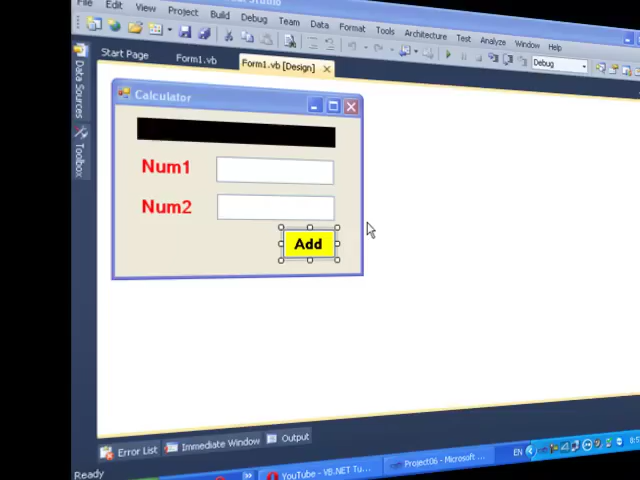 File Edit View Project Build Debug Team Data Format Tools Architecture Test Analyze Window Help
Debug
Start Page Form1.vb Form1.vb [Design]
Data Sources
Toolbox
Calculator
Num1
Num2
Add
Error List Immediate Window Output
Ready
YouTube - VB.NET Tu... Project06 - Microsoft ... EN